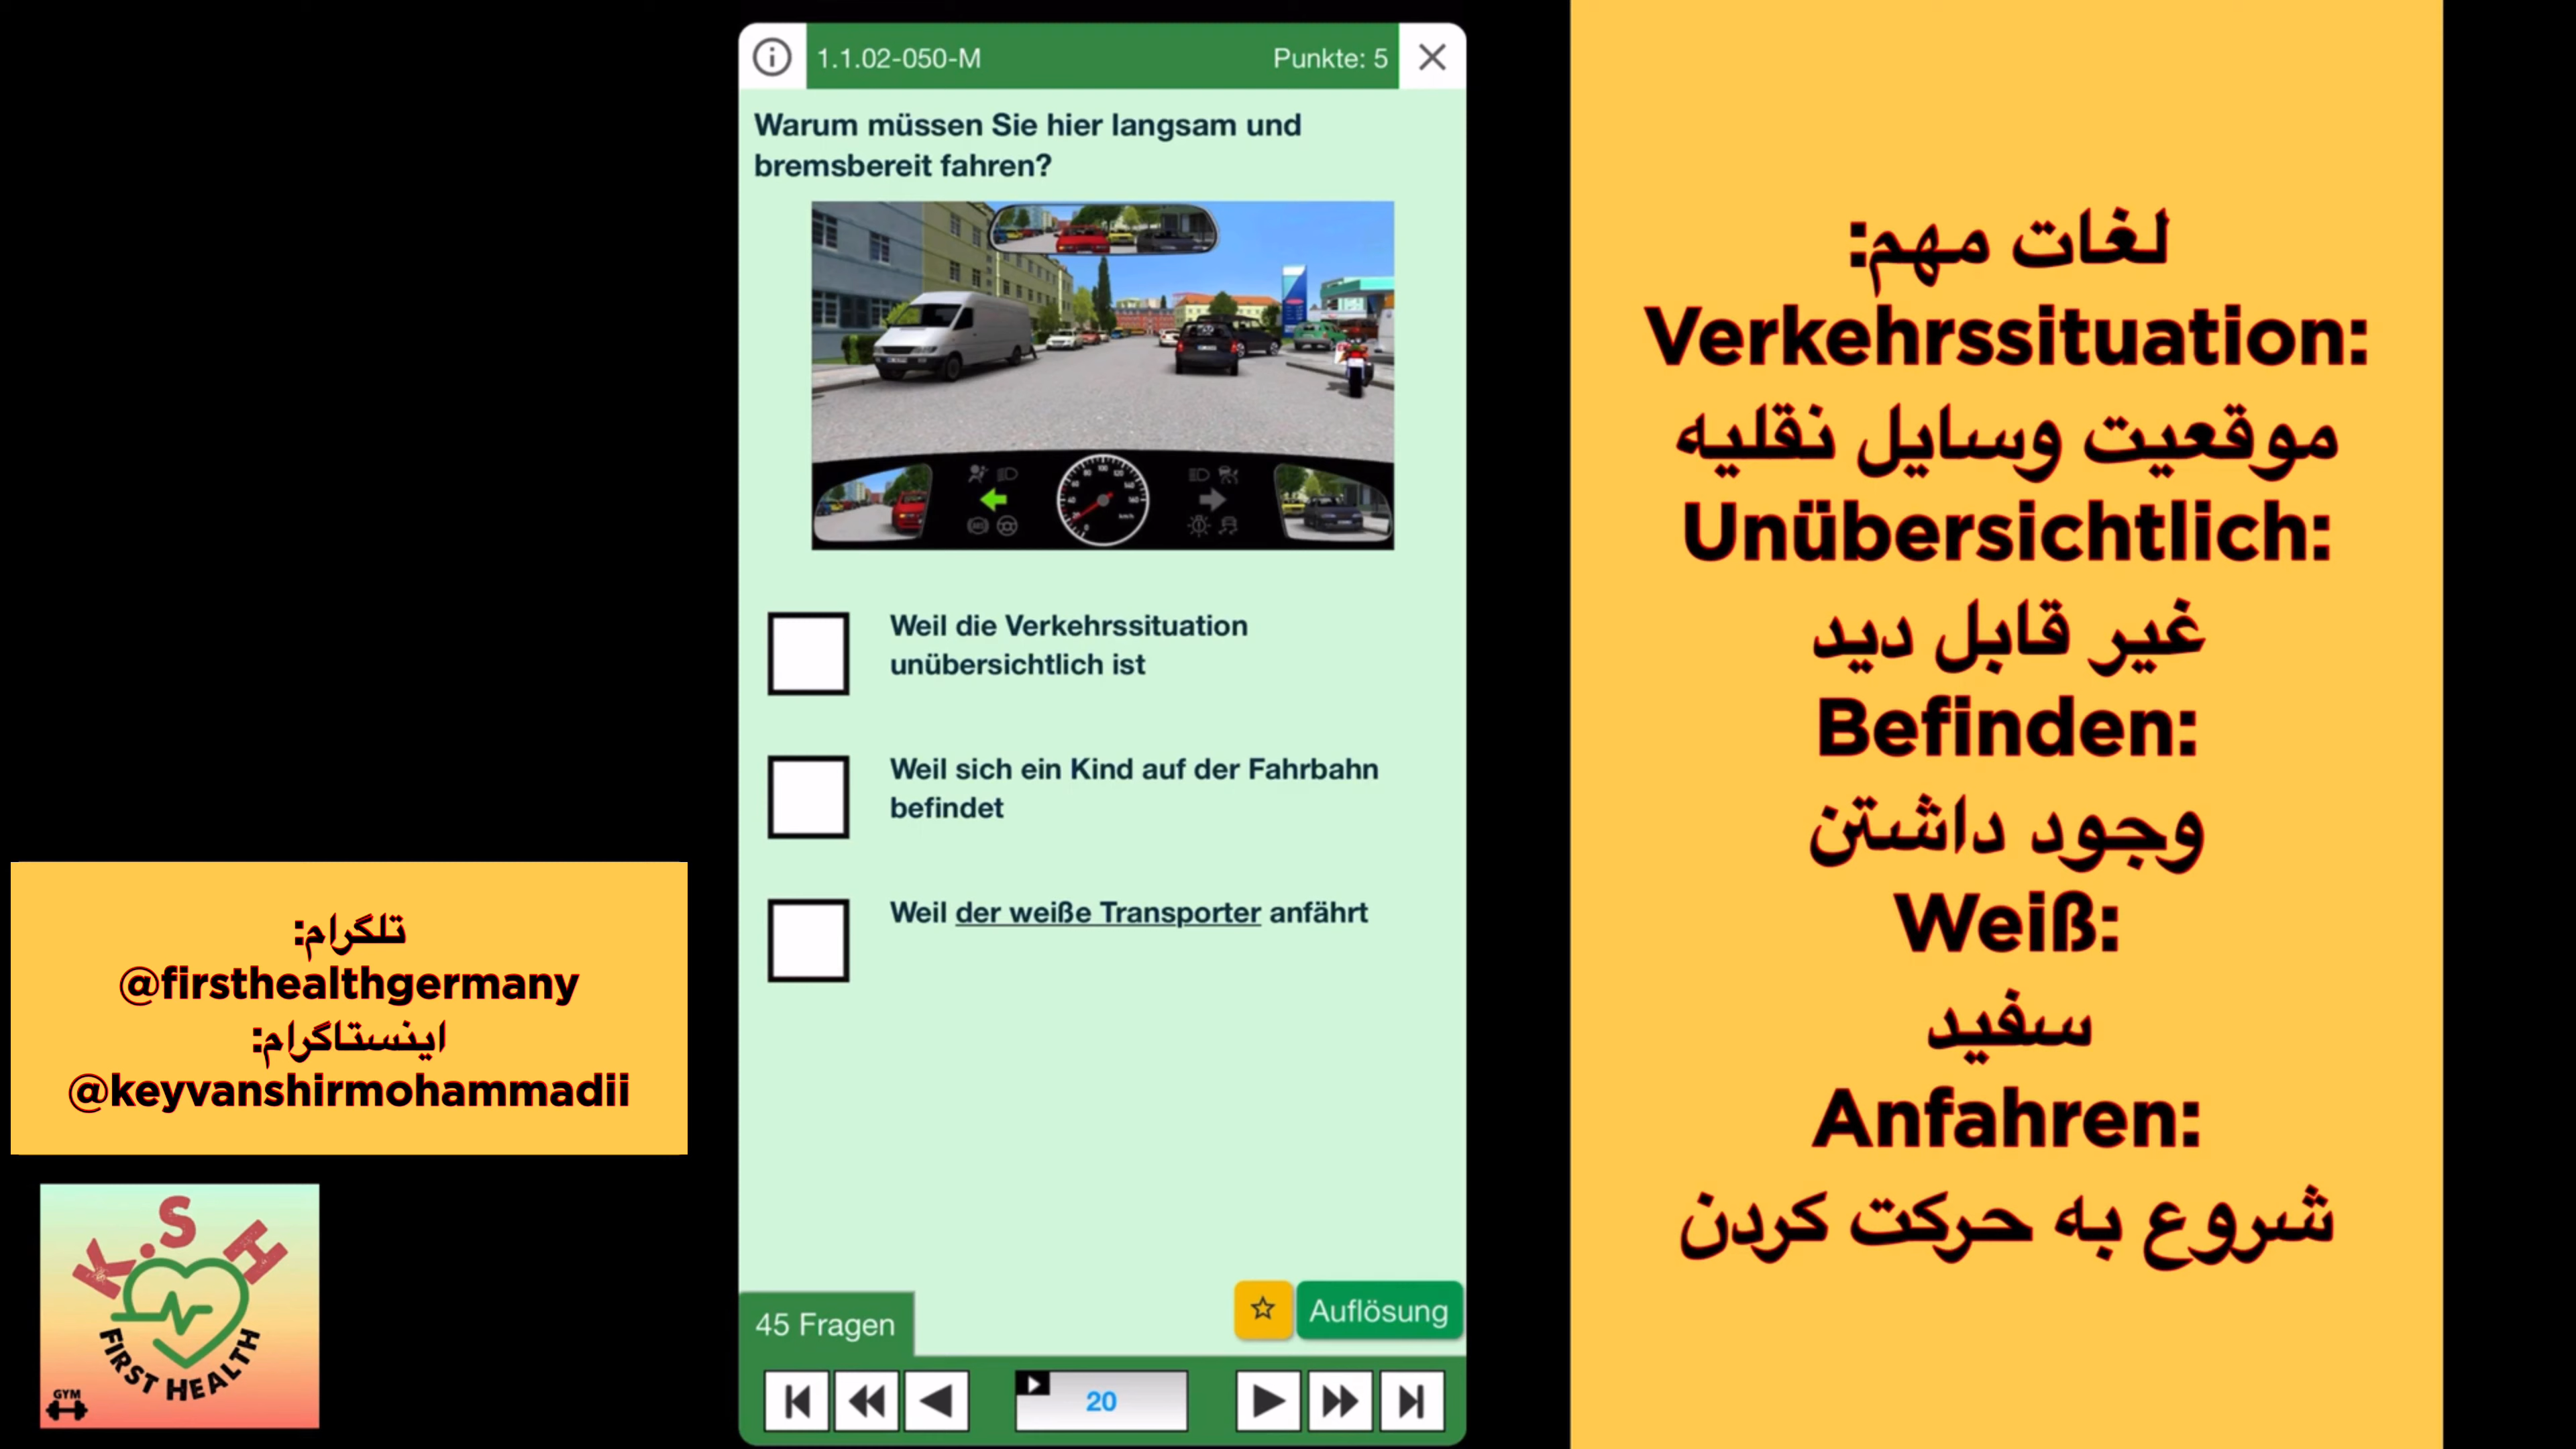 1.1.02-050-M
Punkte: 5
Warum müssen Sie hier langsam und
bremsbereit fahren?
Weil die Verkehrssituation
unübersichtlich ist
Weil sich ein Kind auf der Fahrbahn
befindet
Weil der weiße Transporter anfährt
45 Fragen
Auflösung
20
لغات مهم:
Verkehrssituation:
موقعیت وسایل نقلیه
Unübersichtlich:
غیر قابل دید
Befinden:
وجود داشتن
Weiß:
سفید
Anfahren:
شروع به حرکت کردن
تلگرام:
@firsthealthgermany
اینستاگرام:
@keyvanshirmohammadii
K.SH
FIRST HEALTH
GYM